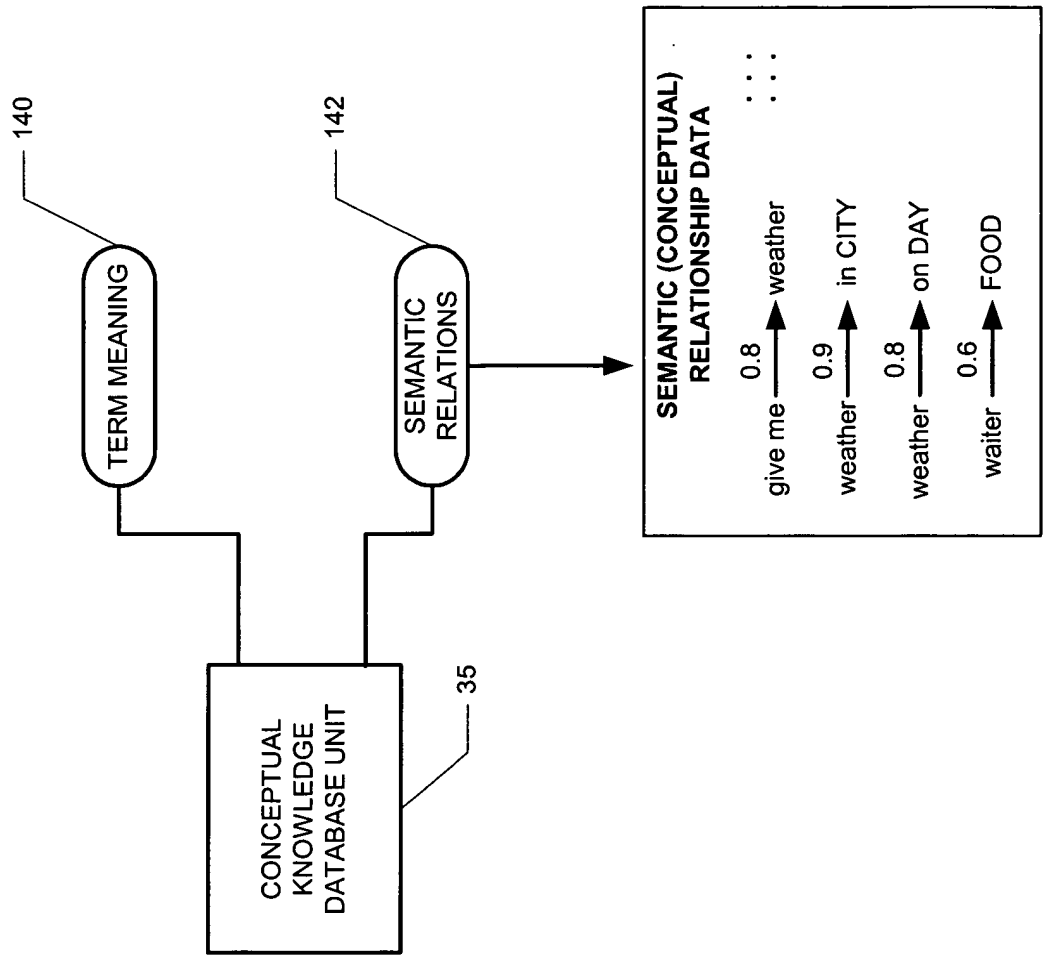 CONCEPTUAL
KNOWLEDGE
DATABASE UNIT
35
TERM MEANING
140
SEMANTIC
RELATIONS
142
SEMANTIC (CONCEPTUAL)
RELATIONSHIP DATA
give me 0.8 weather . . .
weather 0.9 in CITY . . .
weather 0.8 on DAY
waiter 0.6 FOOD